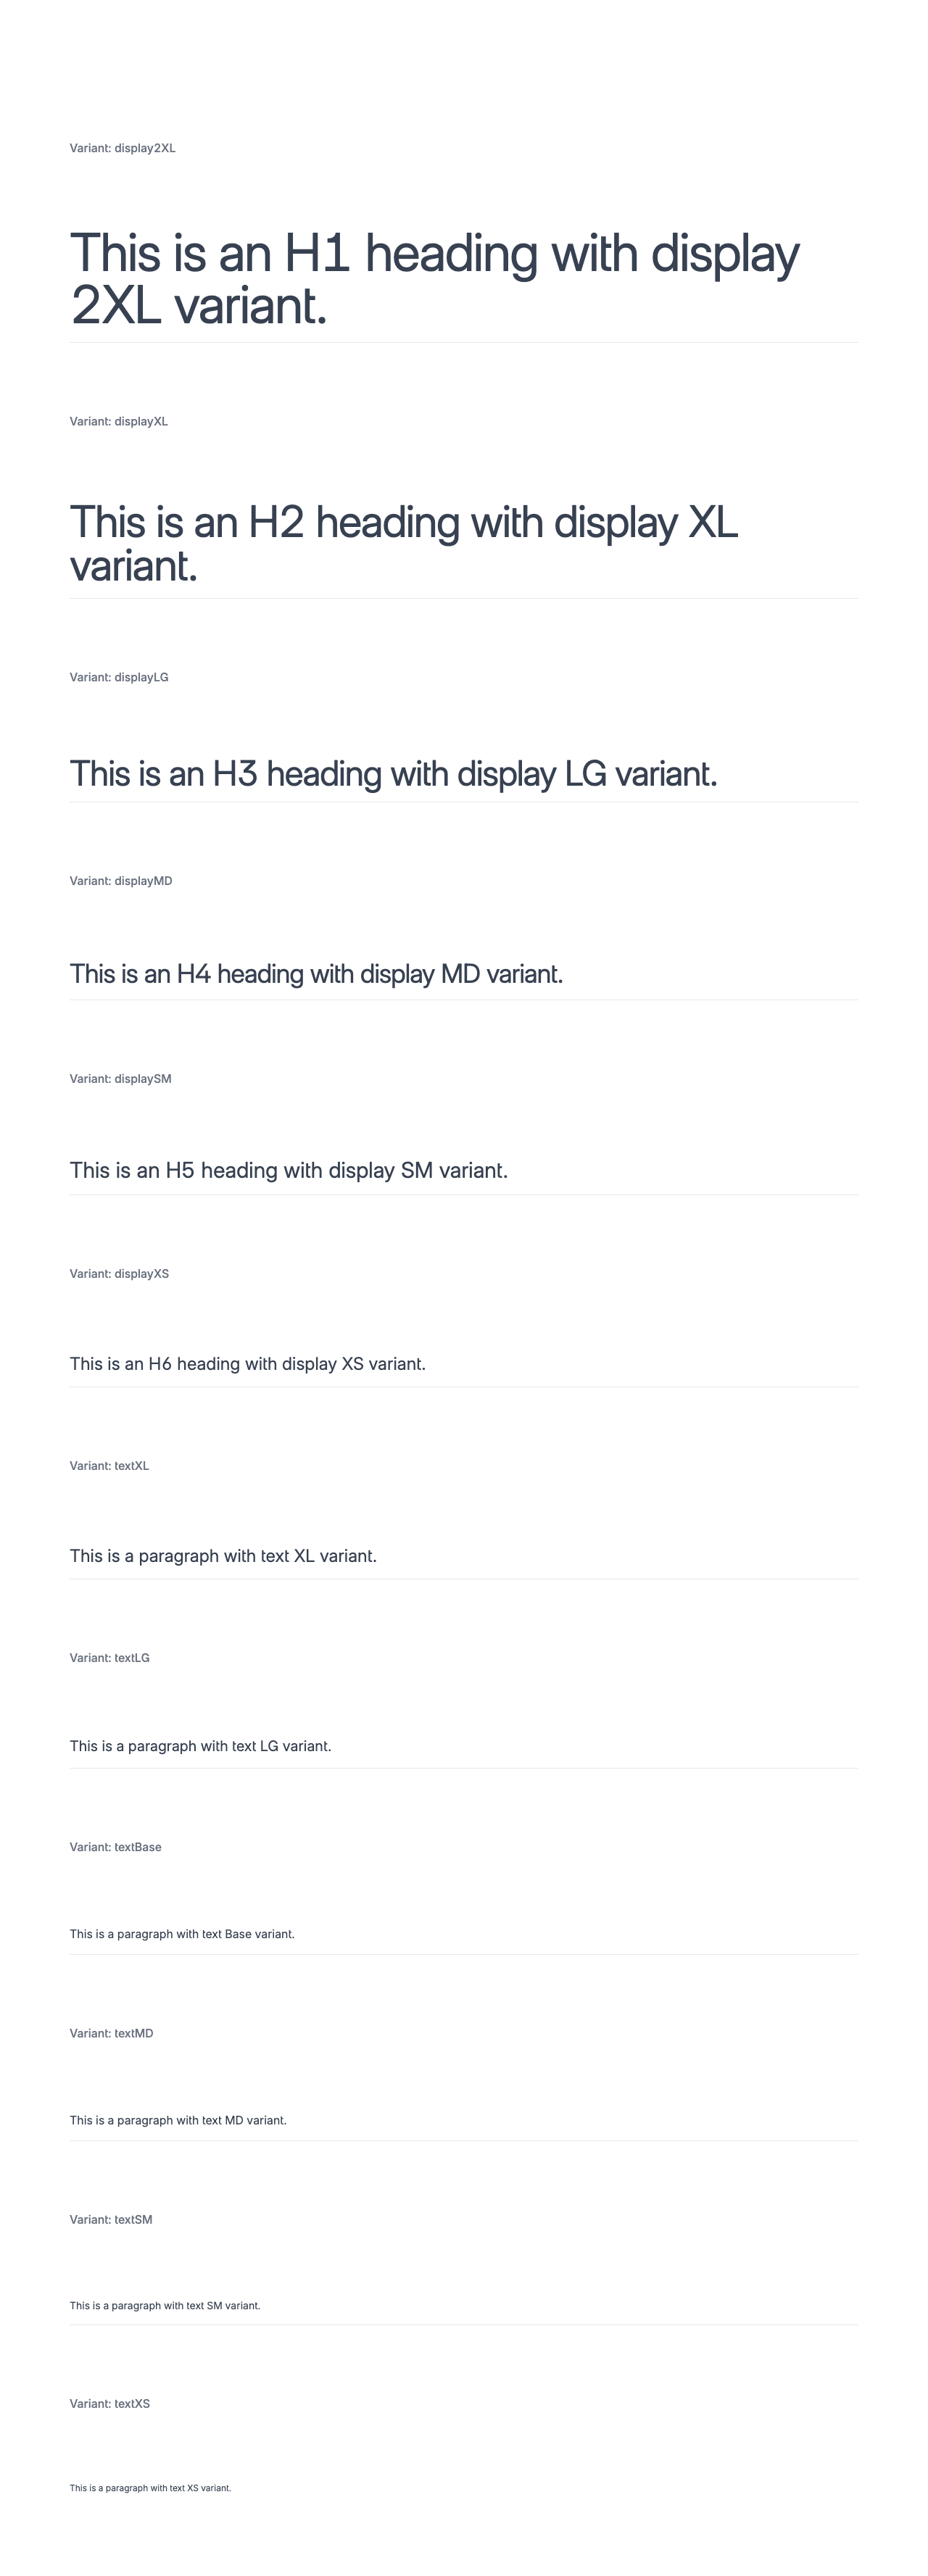 Variant: display2XL
This is an H1 heading with display
2XL variant.
Variant: displayXL
This is an H2 heading with display XL
variant.
Variant: displayLG
This is an H3 heading with display LG variant.
Variant: displayMD
This is an H4 heading with display MD variant.
Variant: displaySM
This is an H5 heading with display SM variant.
Variant: displayXS
This is an H6 heading with display XS variant.
Variant: textXL
This is a paragraph with text XL variant.
Variant: textLG
This is a paragraph with text LG variant.
Variant: textBase
This is a paragraph with text Base variant.
Variant: textMD
This is a paragraph with text MD variant.
Variant: textSM
This is a paragraph with text SM variant.
Variant: textXS
This is a paragraph with text XS variant.